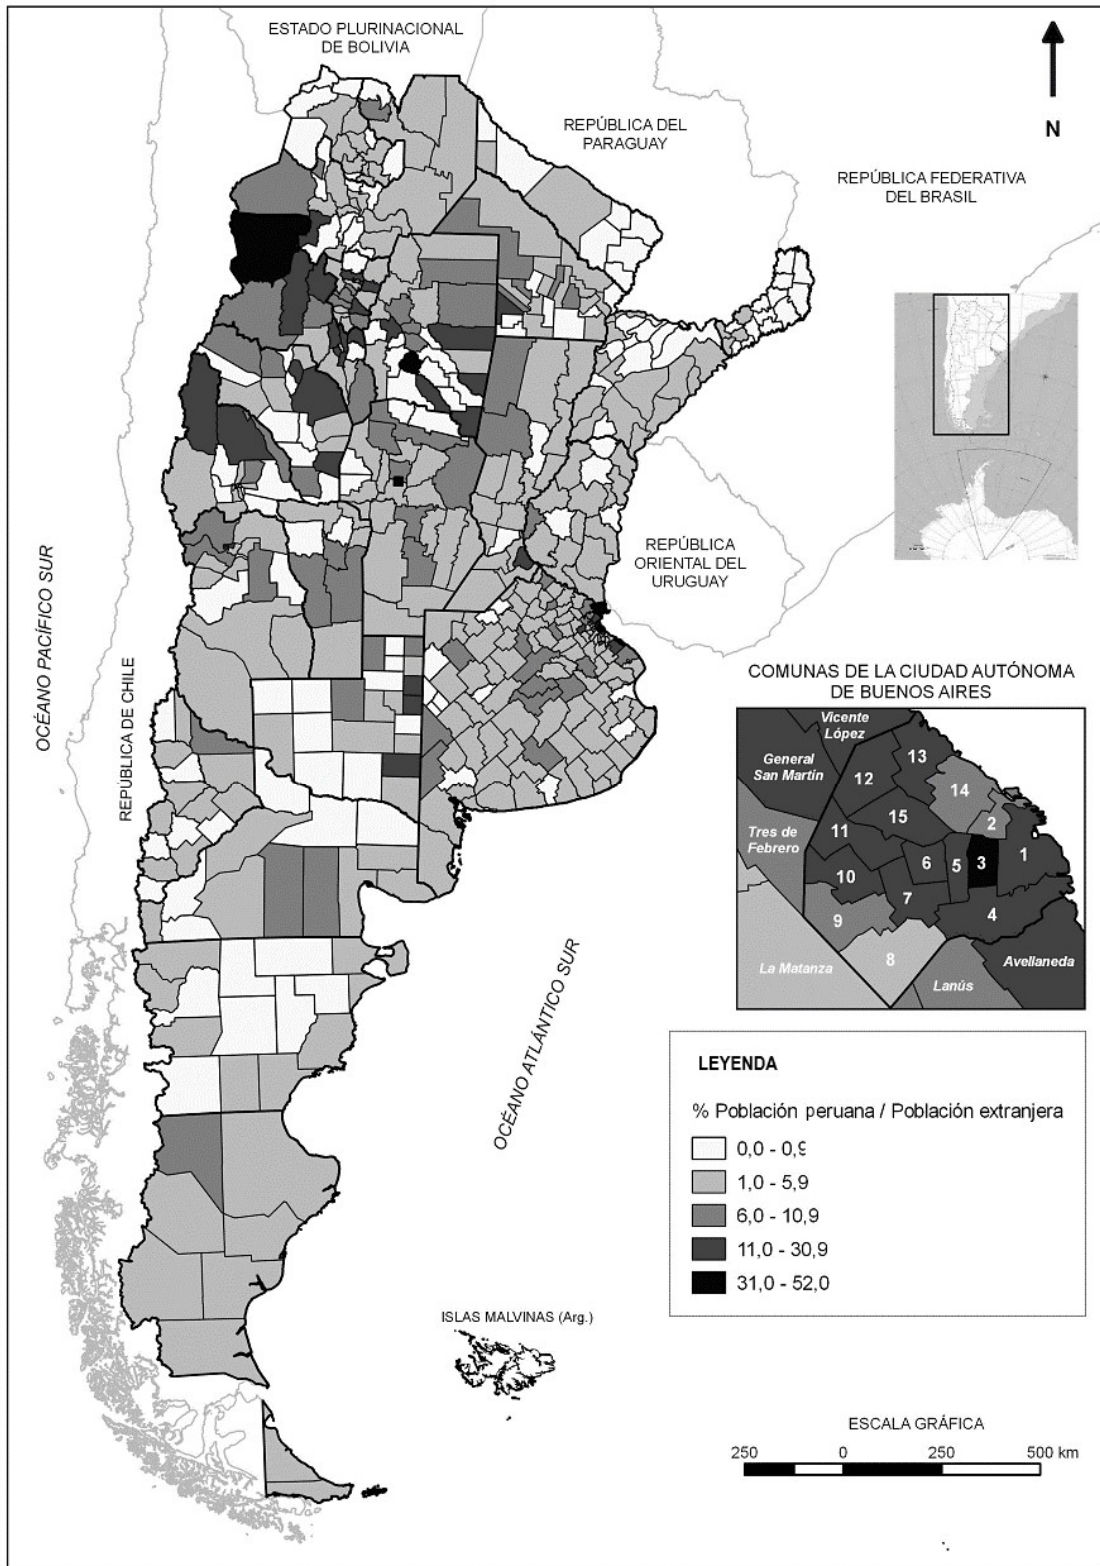 ESTADO PLURINACIONAL
DE BOLIVIA
N
REPÚBLICA DEL
PARAGUAY
REPÚBLICA FEDERATIVA
DEL BRASIL
REPÚBLICA
ORIENTAL DEL
URUGUAY
OCÉANO PACÍFICO SUR
REPÚBLICA DE CHILE
OCÉANO ATLÁNTICO SUR
COMUNAS DE LA CIUDAD AUTÓNOMA
DE BUENOS AIRES
Vicente
López
General
San Martín
13
12
14
Tres de
Febrero
11
15
2
10
6
5
3
1
7
9
4
8
La Matanza
Lanús
Avellaneda
LEYENDA
% Población peruana / Población extranjera
0,0 - 0,9
1,0 - 5,9
6,0 - 10,9
11,0 - 30,9
31,0 - 52,0
ISLAS MALVINAS (Arg.)
ESCALA GRÁFICA
250 0 250 500 km